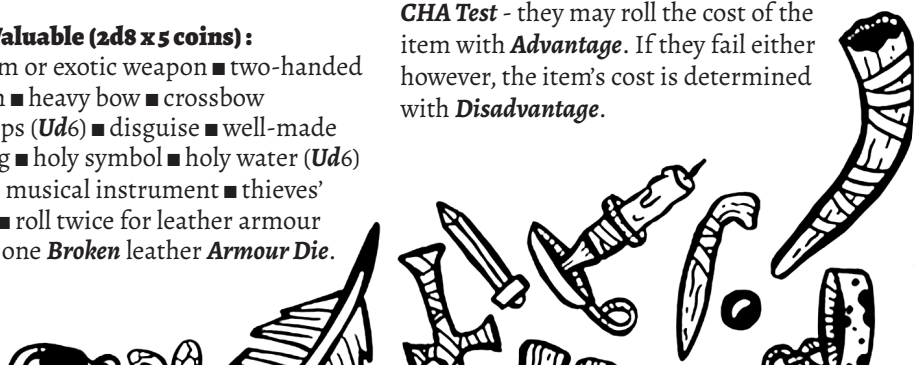 Valuable (2d8 x 5 coins) :
m or exotic weapon ■ two-handed
n ■ heavy bow ■ crossbow
ps (Ud6) ■ disguise ■ well-made
g ■ holy symbol ■ holy water (Ud6)
musical instrument ■ thieves’
■ roll twice for leather armour
one Broken leather Armour Die.
CHA Test - they may roll the cost of the
item with Advantage. If they fail either
however, the item’s cost is determined
with Disadvantage.